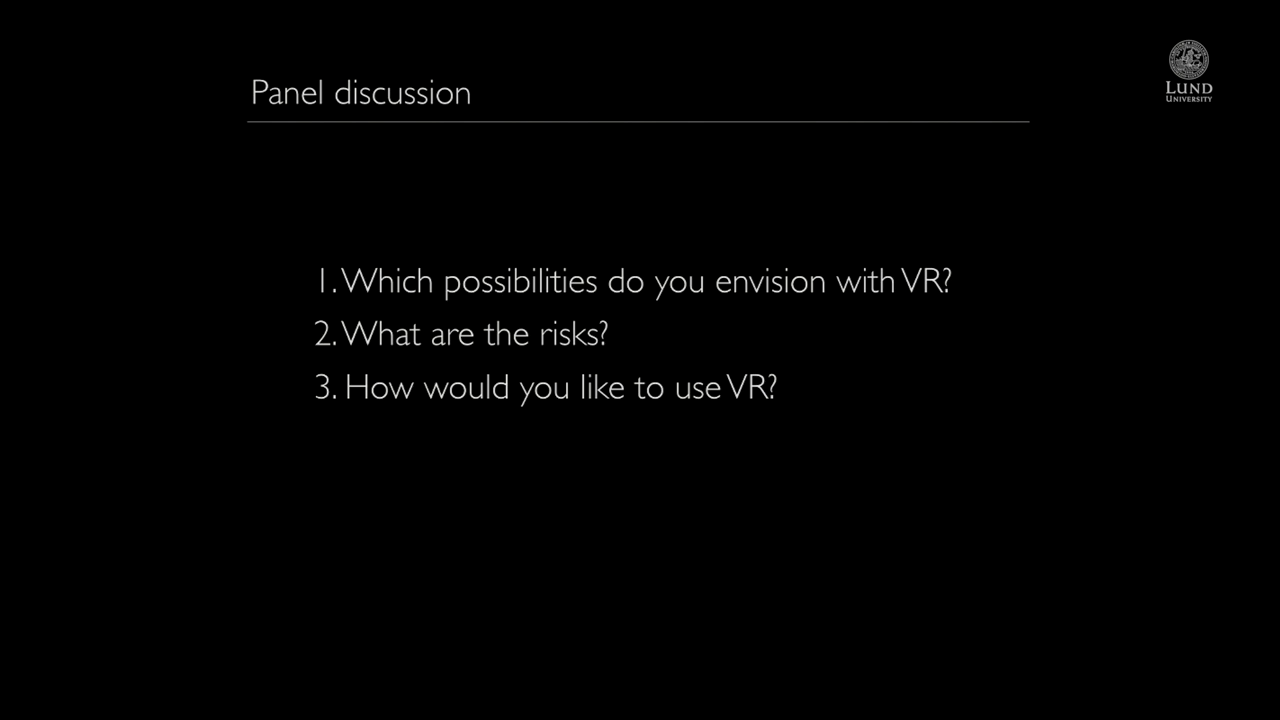 Panel discussion
LUND
UNIVERSITY
1. Which possibilities do you envision with VR?
2. What are the risks?
3. How would you like to use VR?